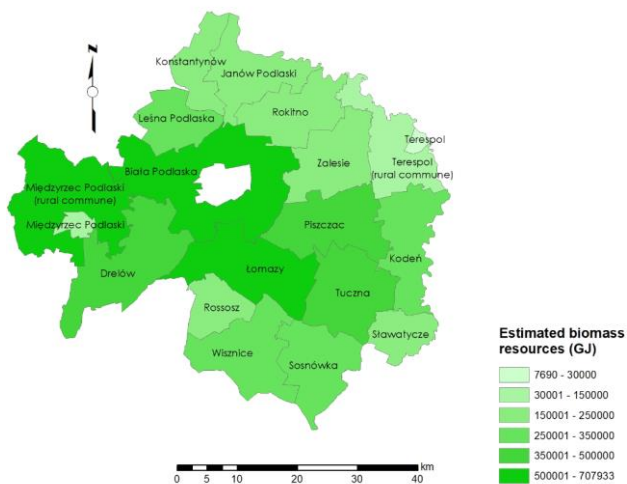 N
Konstantynów
Janów Podlaski
Rokitno
Leśna Podlaska
Terespol
Terespol
(rural commune)
Zalesie
Biała Podlaska
Międzyrzec Podlaski
(rural commune)
Międzyrzec Podlaski
Piszczac
Kodeń
Drelów
Łomazy
Tuczna
Rossosz
Sławatycze
Wisznice
Sosnówka
Estimated biomass
resources (GJ)
7690 - 30000
30001 - 150000
150001 - 250000
250001 - 350000
350001 - 500000
500001 - 707933
km
0 5 10 20 30 40